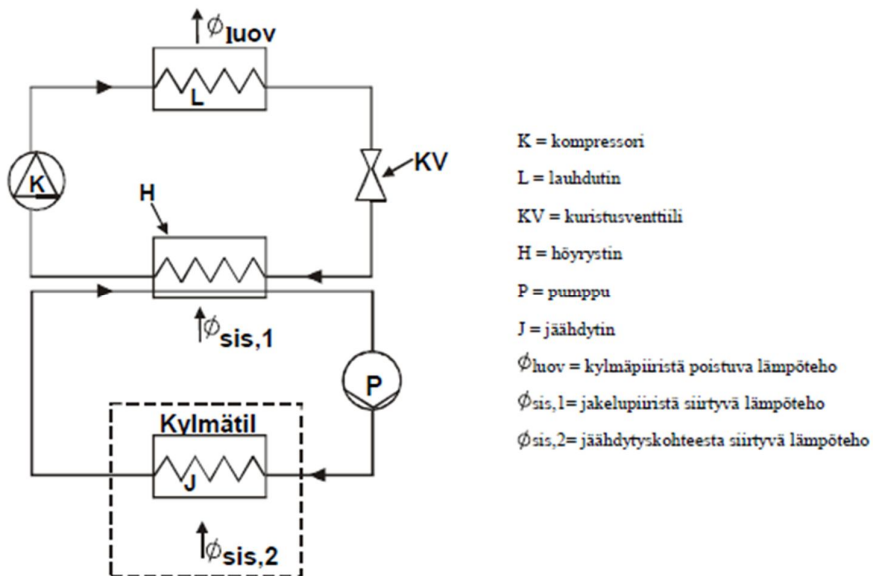 ϕluov
L
K
KV
H
ϕsis,1
P
Kylmätil
J
ϕsis,2
K = kompressori
L = lauhdutin
KV = kuristusventtiili
H = höyrystin
P = pumppu
J = jäähdytin
ϕluov = kylmäpiiristä poistuva lämpöteho
ϕsis,1= jakelupiiristä siirtyvä lämpöteho
ϕsis,2= jäähdytyskohteesta siirtyvä lämpöteho